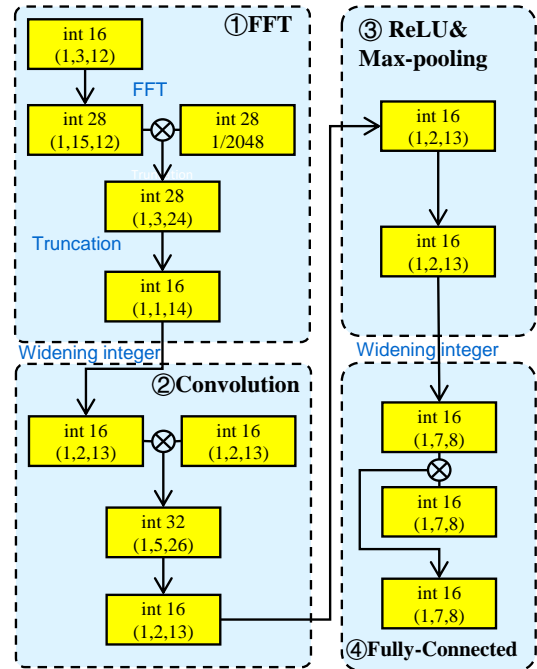 ①FFT
int 16
(1,3,12)
FFT
int 28
(1,15,12)
int 28
1/2048
Truncation
int 28
(1,3,24)
Truncation
int 16
(1,1,14)
Widening integer
②Convolution
int 16
(1,2,13)
int 16
(1,2,13)
int 32
(1,5,26)
int 16
(1,2,13)
③ ReLU&
Max-pooling
int 16
(1,2,13)
int 16
(1,2,13)
Widening integer
int 16
(1,7,8)
int 16
(1,7,8)
int 16
(1,7,8)
④Fully-Connected